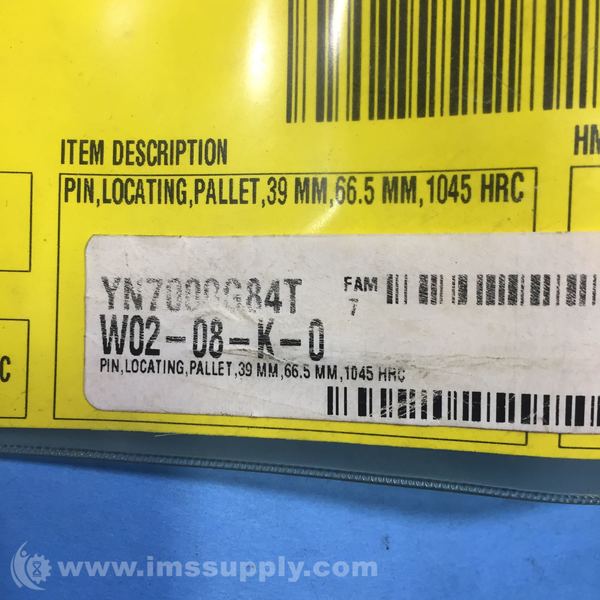 ITEM DESCRIPTION
HM
PIN,LOCATING,PALLET,39 MM,66.5 MM,1045 HRC
FAM
7
W02-08-K-0
PIN,LOCATING,PALLET,39 MM,66.5 MM,1045 HRC
C
www.imssupply.com